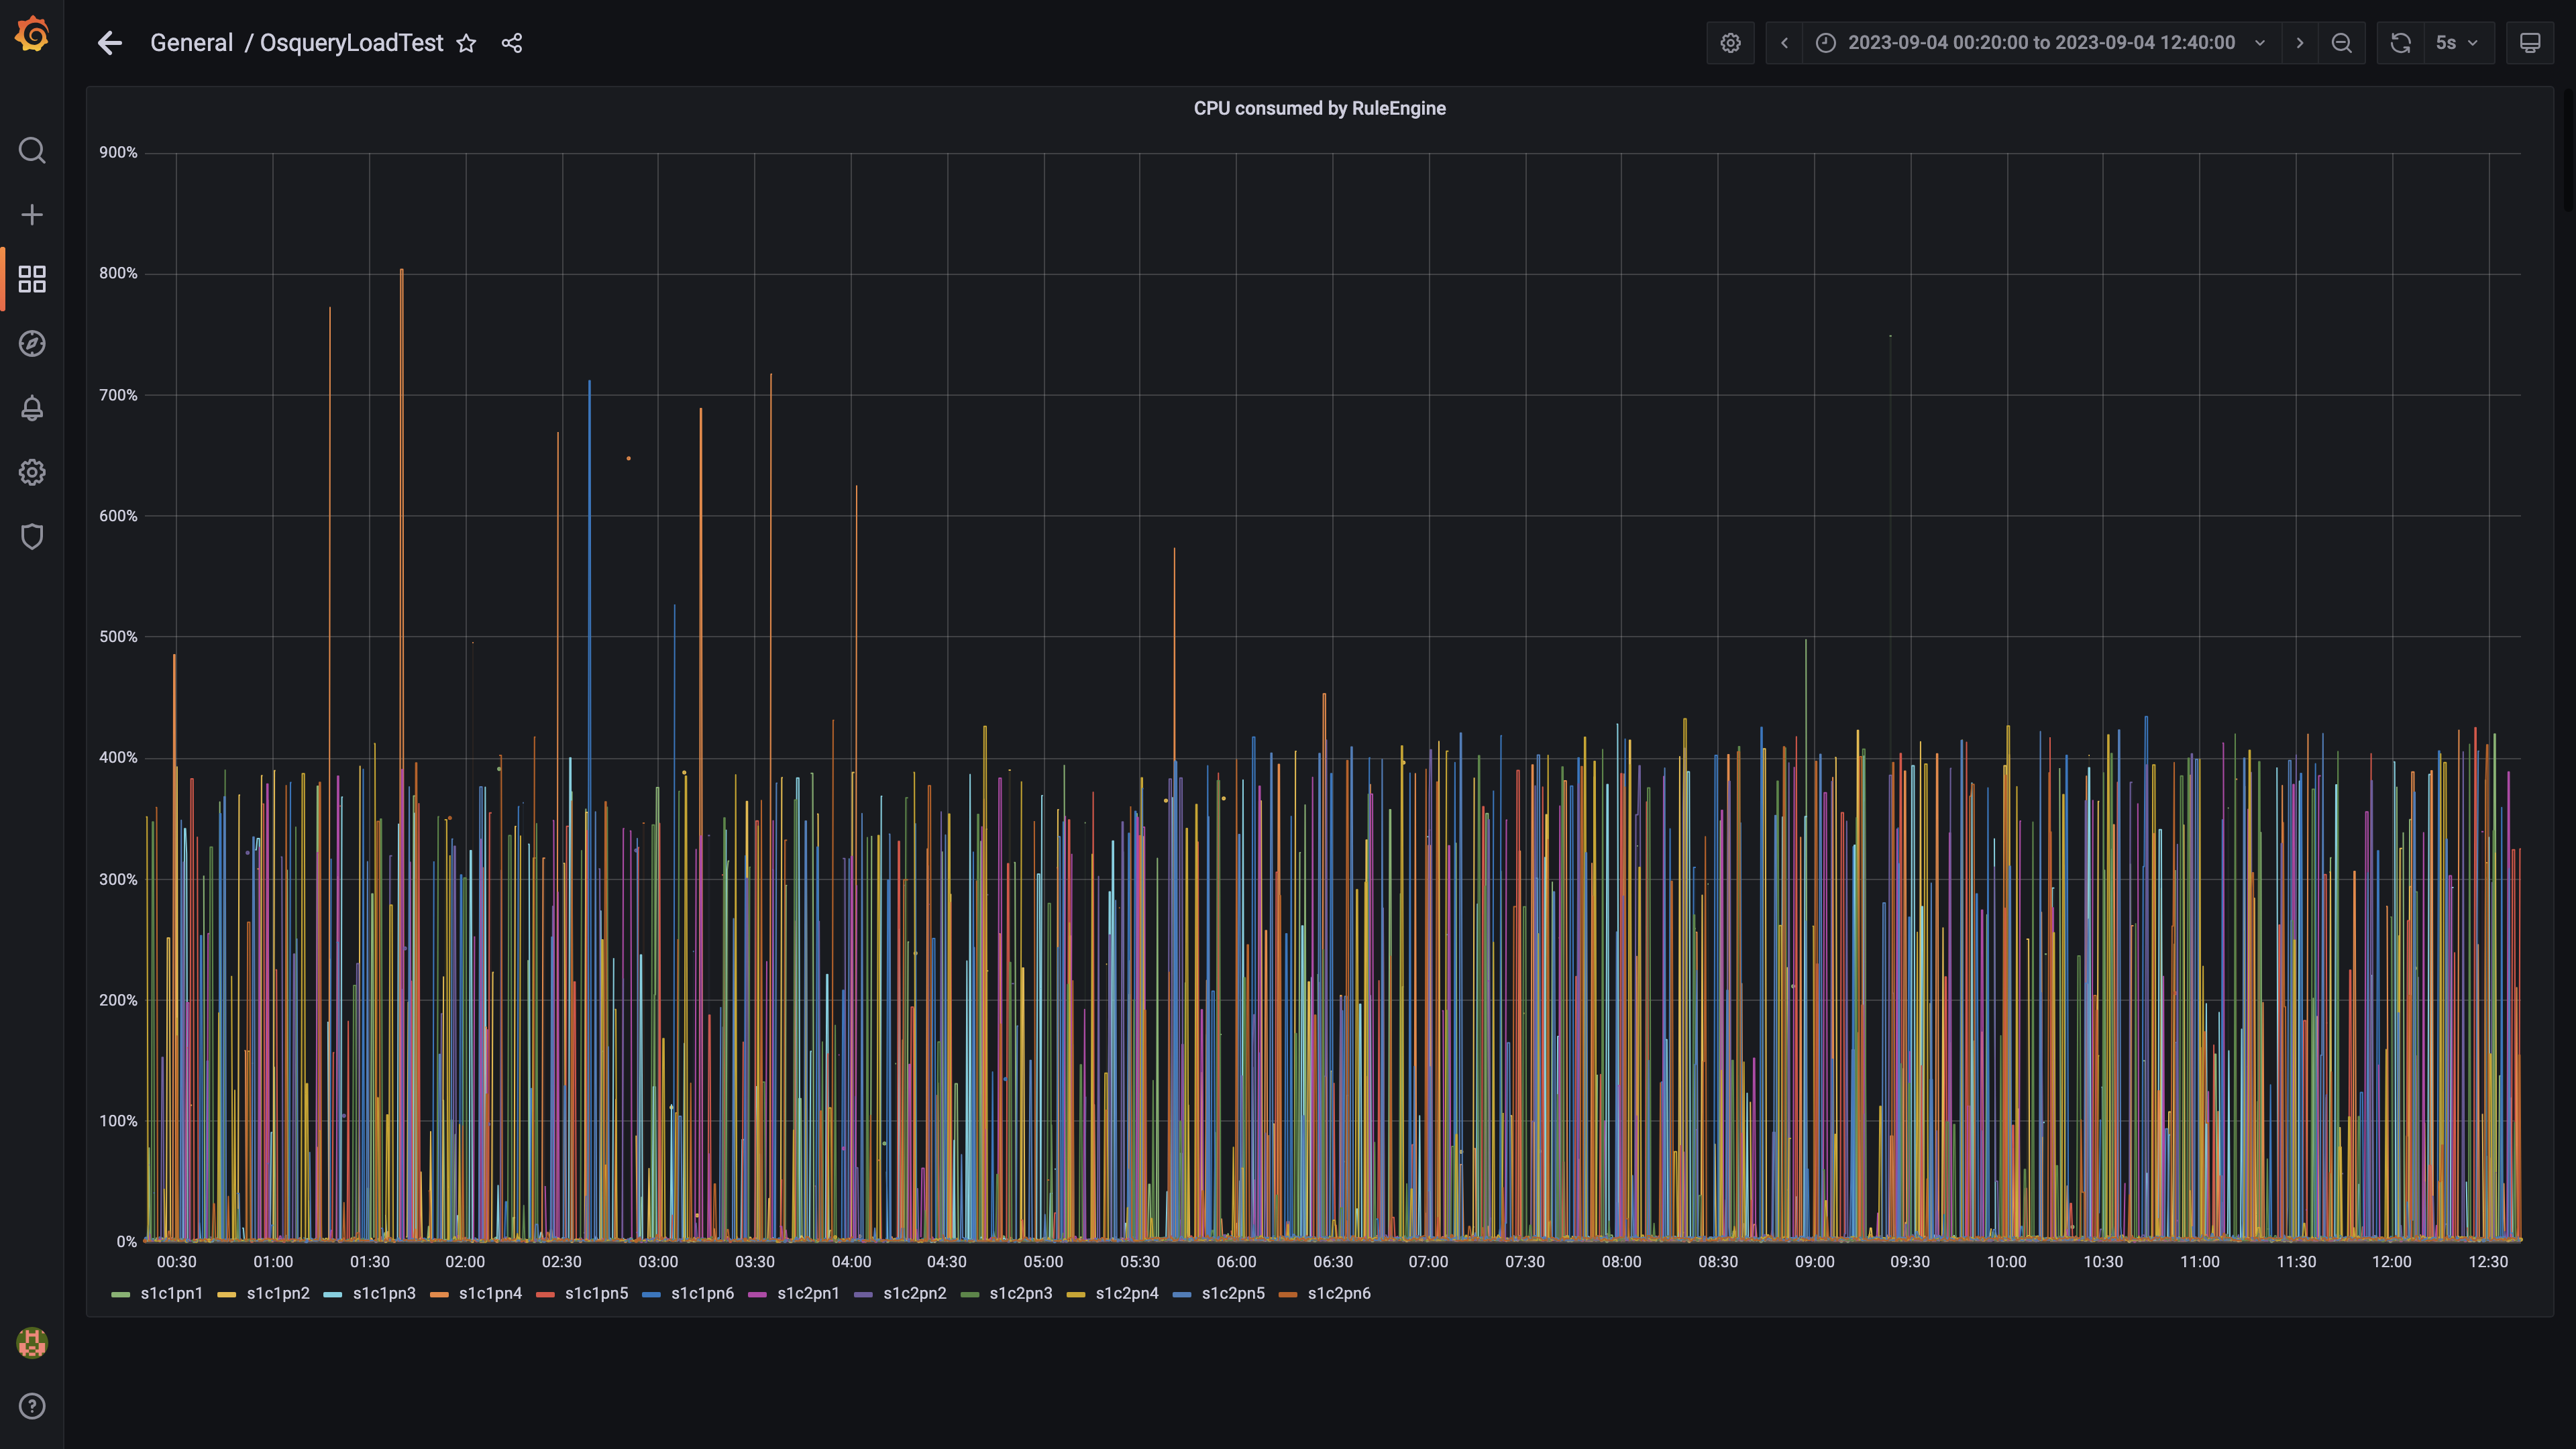 General / OsqueryLoadTest
2023-09-04 00:20:00 to 2023-09-04 12:40:00
5s
CPU consumed by RuleEngine
900%
800%
700%
600%
500%
400%
300%
200%
100%
0%
00:30 01:00 01:30 02:00 02:30 03:00 03:30 04:00 04:30 05:00 05:30 06:00 06:30 07:00 07:30 08:00 08:30 09:00 09:30 10:00 10:30 11:00 11:30 12:00 12:30
s1c1pn1 s1c1pn2 s1c1pn3 s1c1pn4 s1c1pn5 s1c1pn6 s1c2pn1 s1c2pn2 s1c2pn3 s1c2pn4 s1c2pn5 s1c2pn6